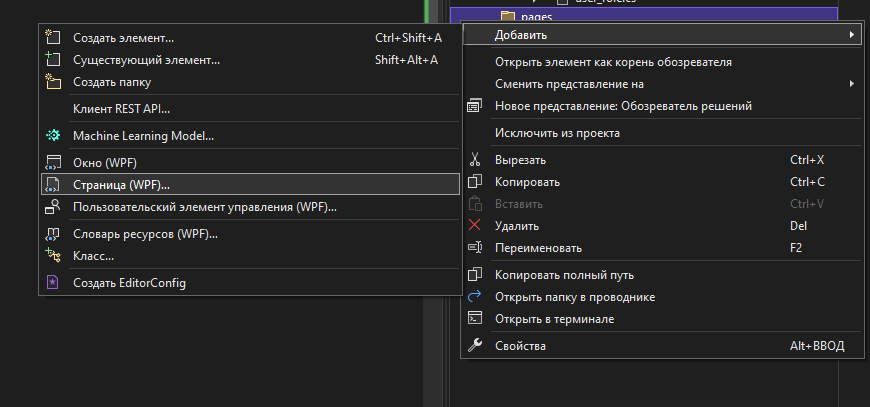 pages
Создать элемент... Ctrl+Shift+A
Существующий элемент... Shift+Alt+A
Создать папку
Клиент REST API...
Machine Learning Model...
Окно (WPF)
Страница (WPF)...
Пользовательский элемент управления (WPF)...
Словарь ресурсов (WPF)...
Класс...
Создать EditorConfig
Добавить
Открыть элемент как корень обозревателя
Сменить представление на
Новое представление: Обозреватель решений
Исключить из проекта
Вырезать Ctrl+X
Копировать Ctrl+C
Вставить Ctrl+V
Удалить Del
Переименовать F2
Копировать полный путь
Открыть папку в проводнике
Открыть в терминале
Свойства Alt+ВВОД